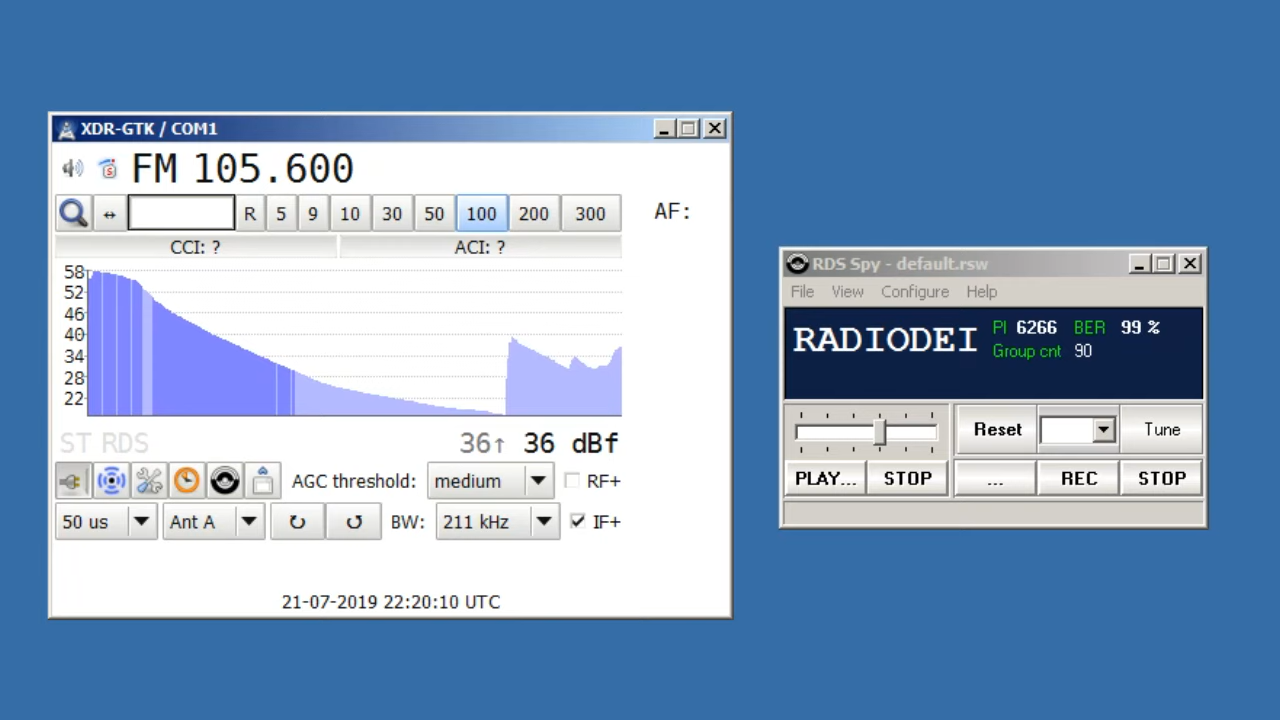 XDR-GTK / COM1
FM 105.600
R 5 9 10 30 50 100 200 300
AF:
CCI: ? ACI: ?
58
52
46
40
34
28
22
ST RDS 36↑ 36 dBf
AGC threshold: medium RF+
50 us Ant A BW: 211 kHz IF+
21-07-2019 22:20:10 UTC
RDS Spy - default.rsw
File View Configure Help
RADIODEI PI 6266 BER 99 %
Group cnt 90
Reset Tune
PLAY... STOP ... REC STOP